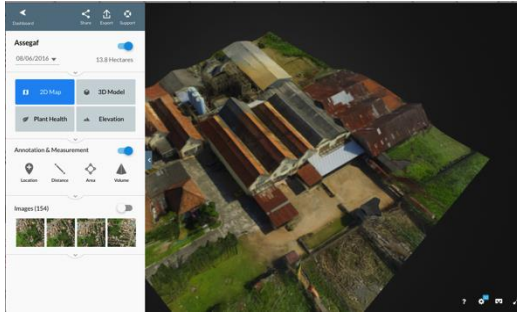 Dashboard
Share Export Support
Assegaf
08/06/2016 13.8 Hectares
2D Map 3D Model
Plant Health Elevation
Annotation & Measurement
Location Distance Area Volume
Images (154)
?